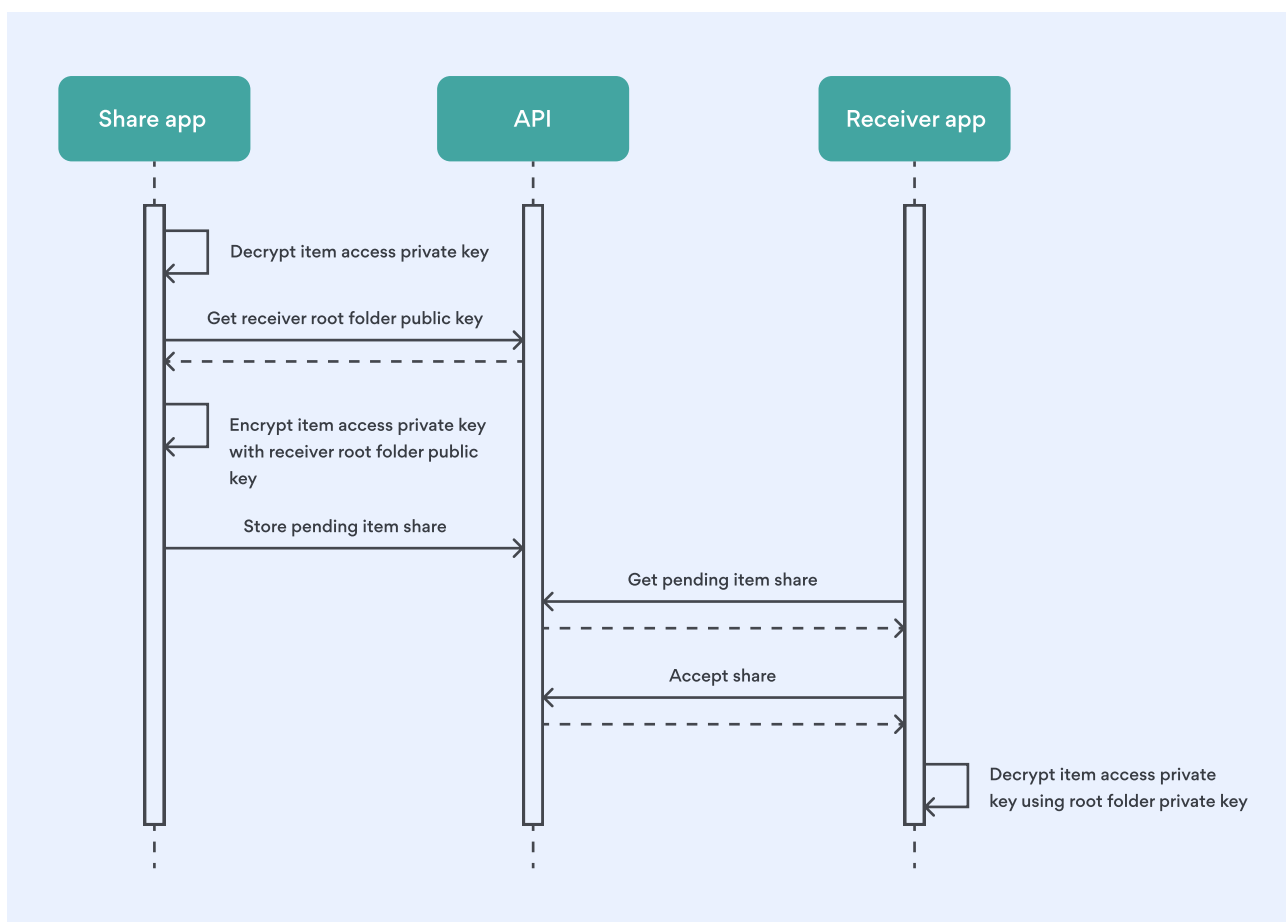 Share app
API
Receiver app
Decrypt item access private key
Get receiver root folder public key
Encrypt item access private key
with receiver root folder public
key
Store pending item share
Get pending item share
Accept share
Decrypt item access private
key using root folder private key